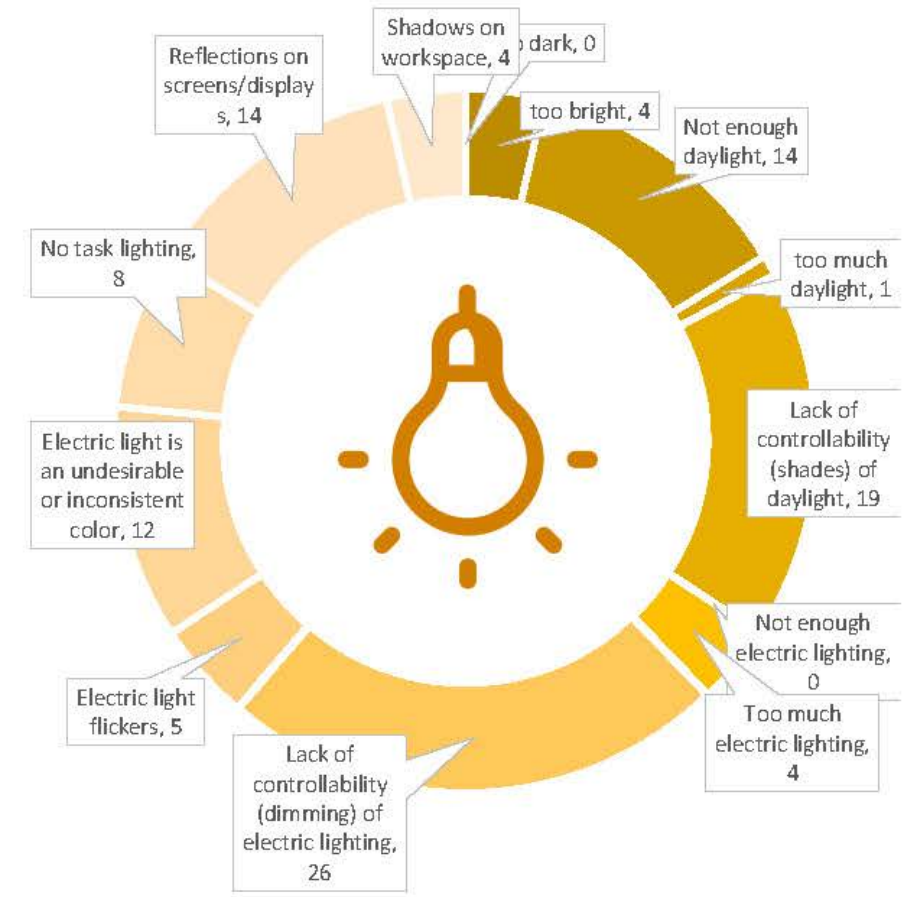 Shadows on
workspace, 4
o dark, 0
Reflections on
screens/display
s, 14
too bright, 4
Not enough
daylight, 14
No task lighting,
8
too much
daylight, 1
Lack of
controllability
(shades) of
daylight, 19
Electric light is
an undesirable
or inconsistent
color, 12
Not enough
electric lighting,
0
Electric light
flickers, 5
Too much
electric lighting,
4
Lack of
controllability
(dimming) of
electric lighting,
26